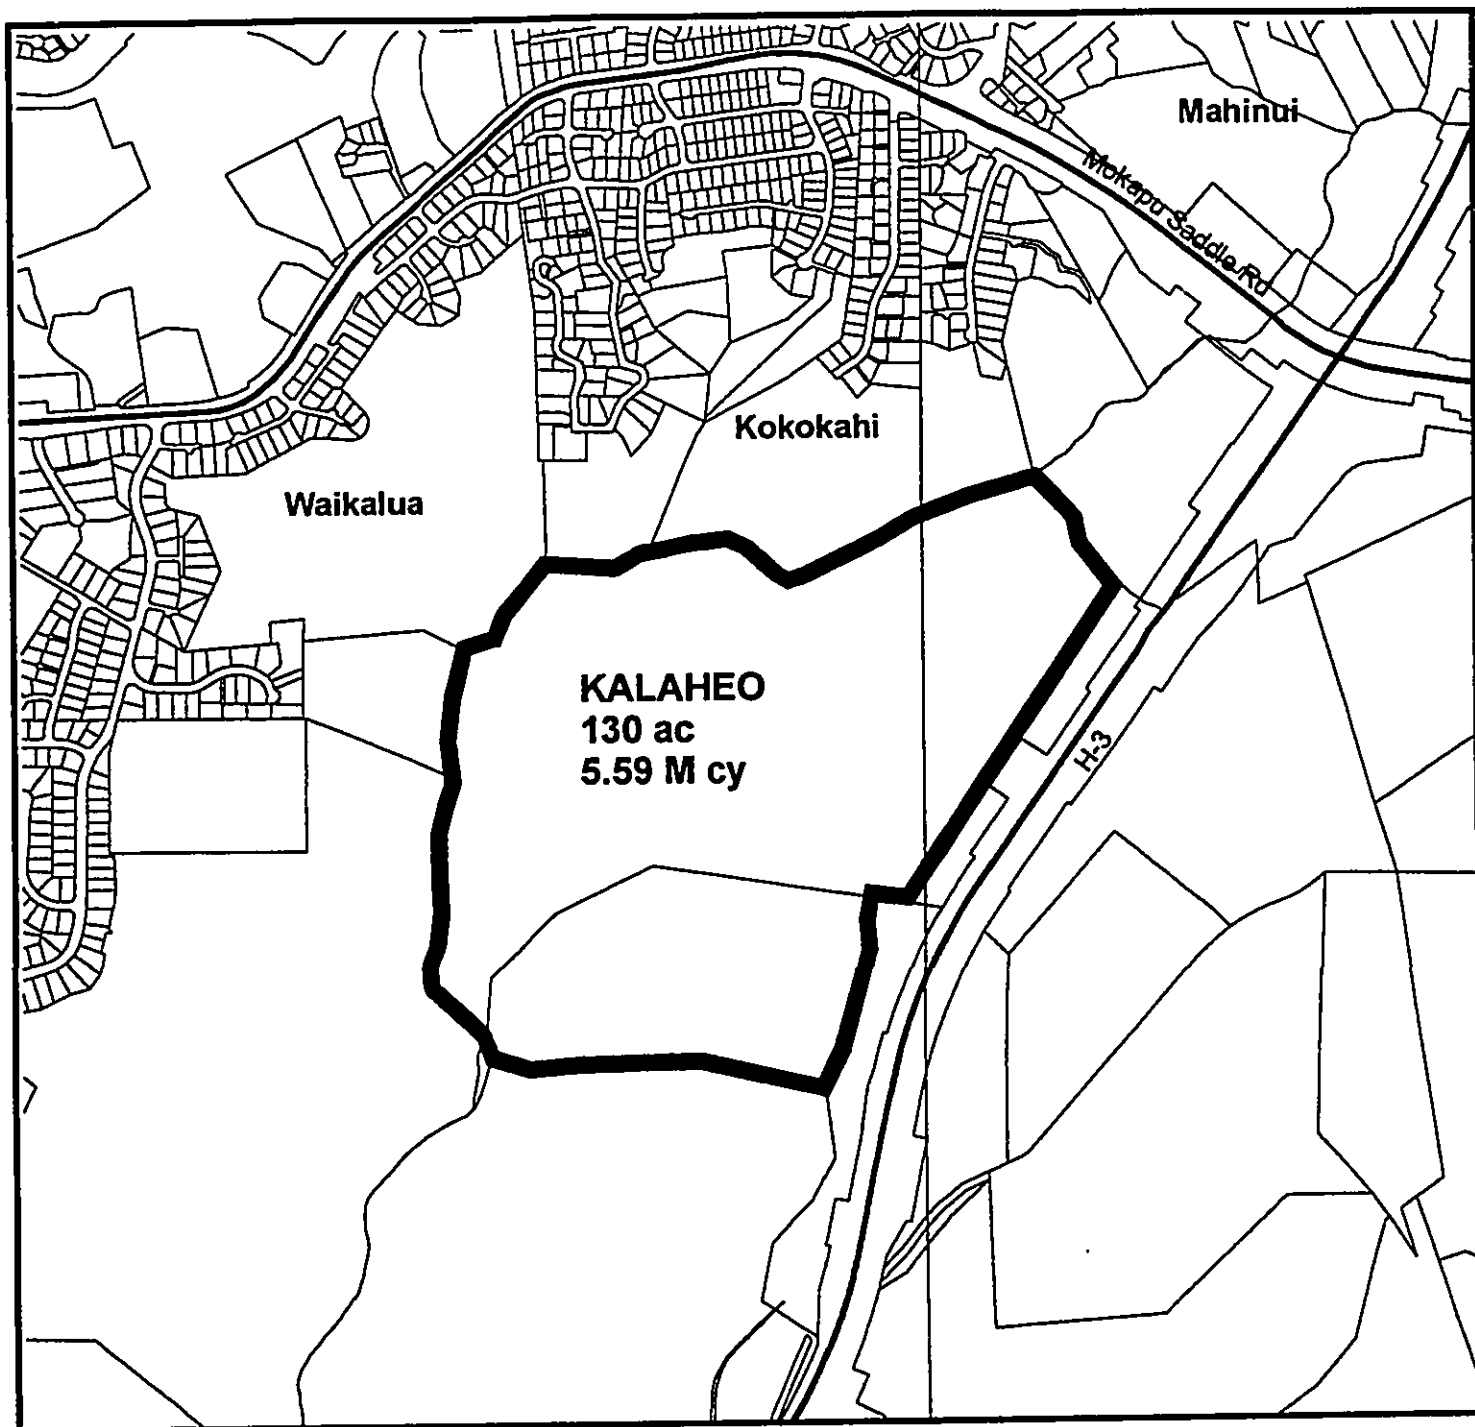 Mahinui
Mokapu Saddle Rd
Kokokahi
Waikalua
KALAHEO
130 ac
5.59 M cy
H-3